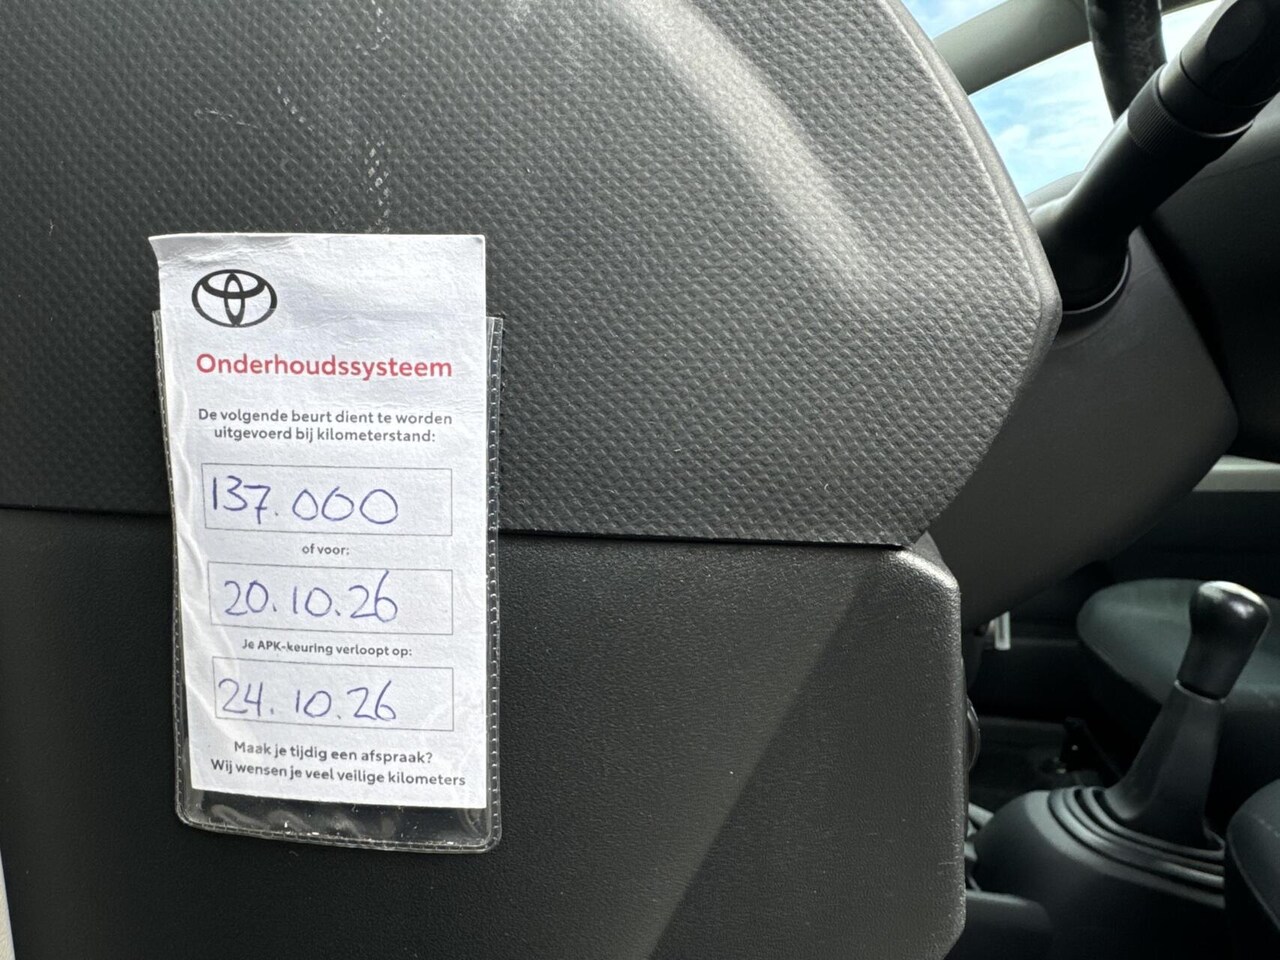 Onderhoudssysteem
De volgende beurt dient te worden
uitgevoerd bij kilometerstand:
137.000
of voor:
20.10.26
Je APK-keuring verloopt op:
24.10.26
Maak je tijdig een afspraak?
Wij wensen je veel veilige kilometers